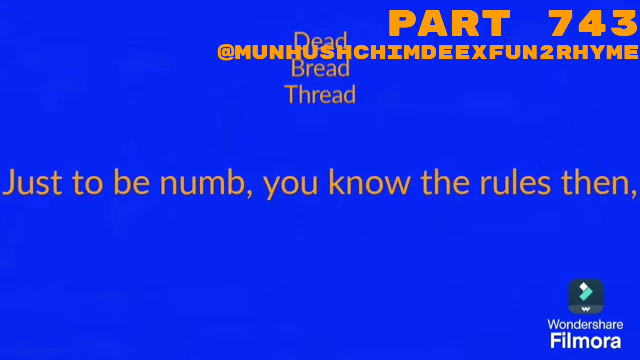 PART 743
Dead
@MUNHUSHCHIMDEEXFUN2RHYME
Bread
Thread
Just to be numb, you know the rules then,
Wondershare
Filmora